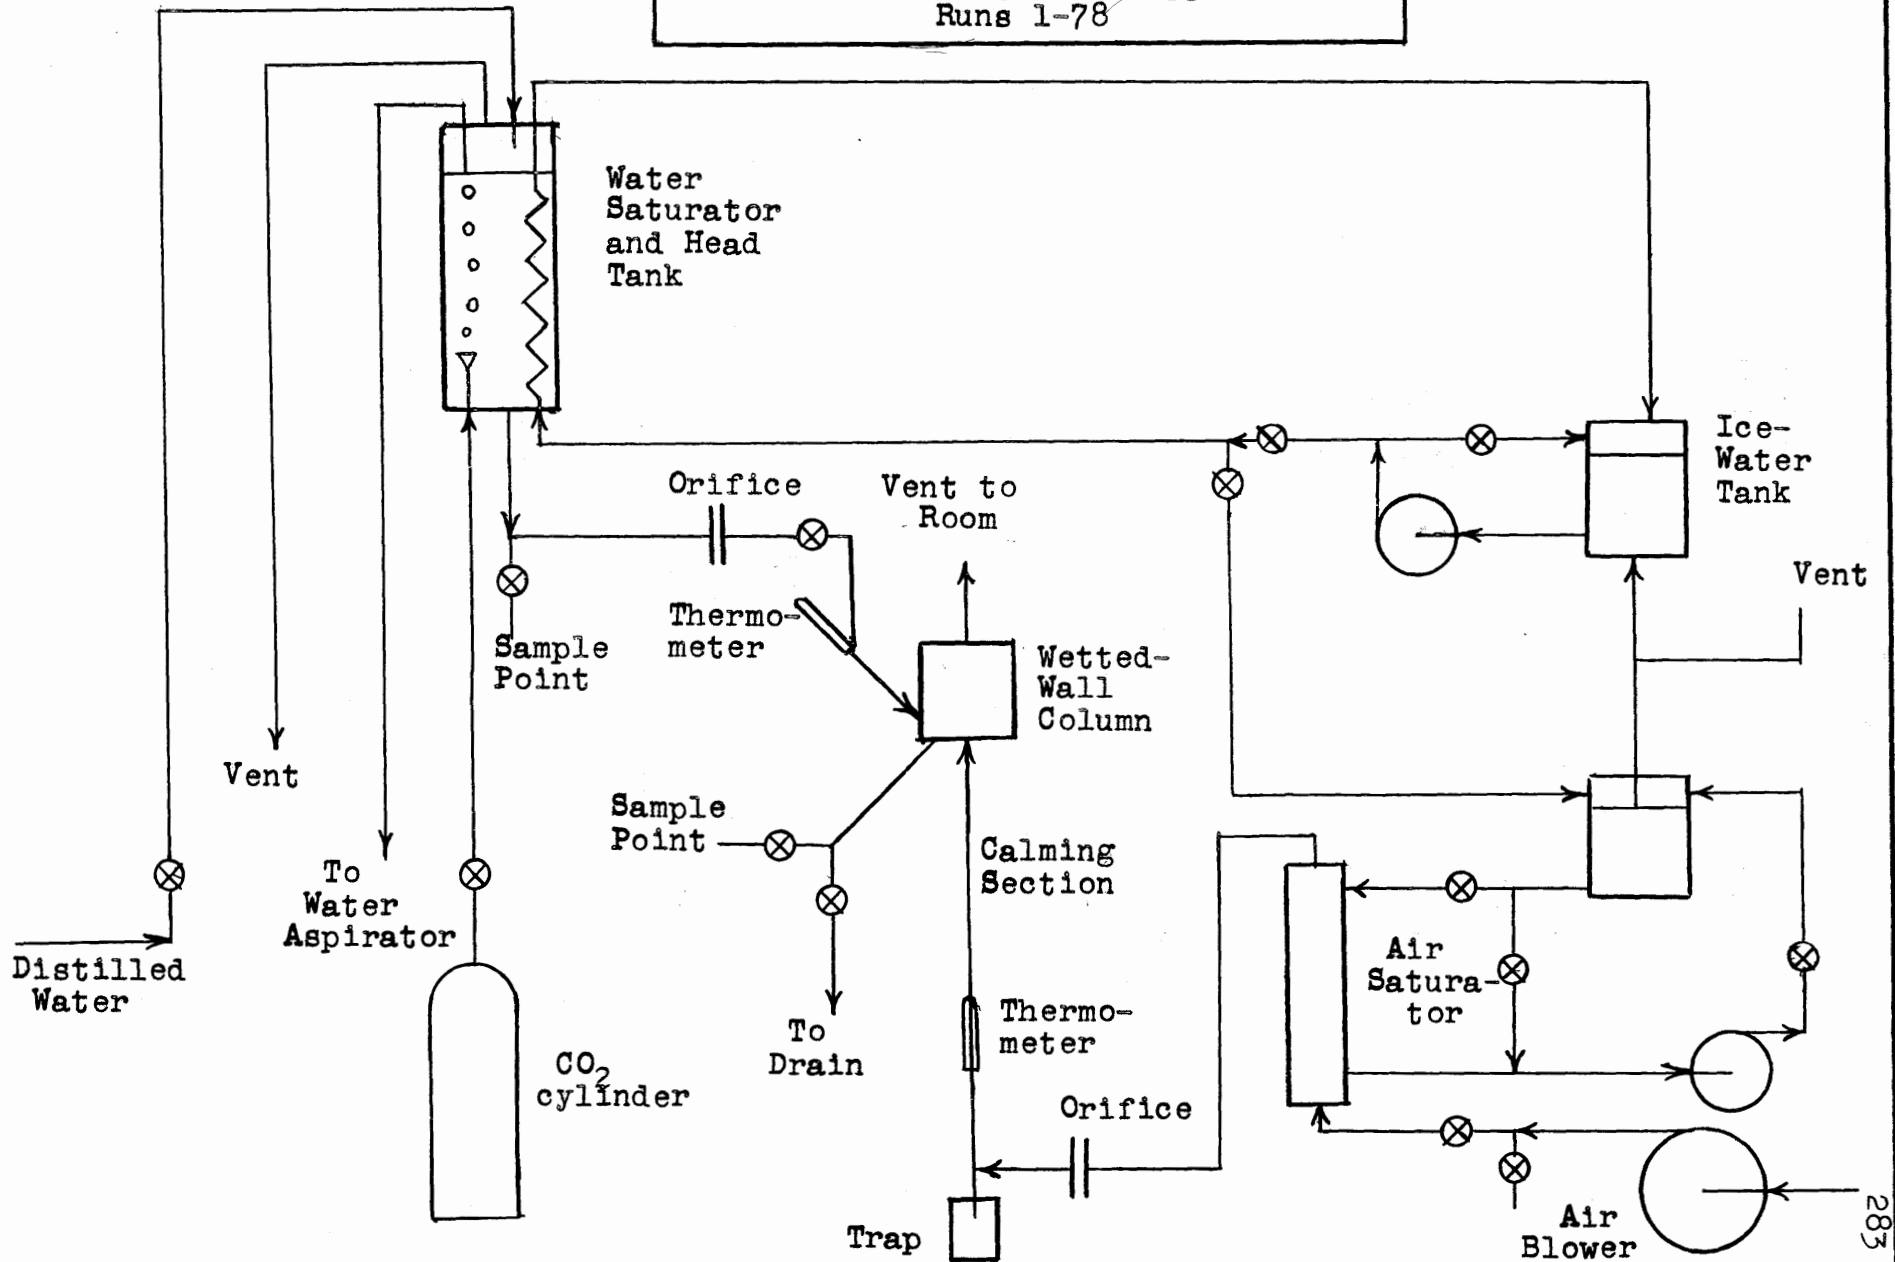 Runs 1-78
Water
Saturator
and Head
Tank
Ice-
Water
Tank
Orifice
Vent to
Room
Vent
Thermo-
meter
Sample
Point
Wetted-
Wall
Column
Vent
Sample
Point
Calming
Section
To
Water
Aspirator
Distilled
Water
Air
Satura-
tor
Thermo-
meter
To
Drain
CO2
cylinder
Orifice
Trap
Air
Blower
283